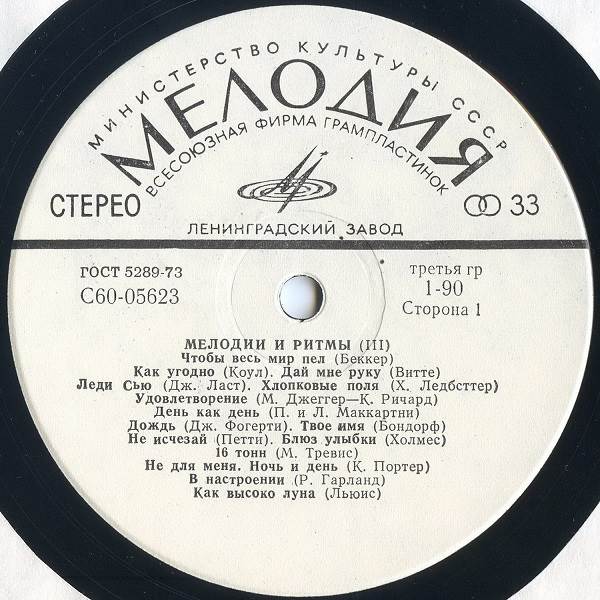 МИНИСТЕРСТВО КУЛЬТУРЫ СССР
МЕЛОДИЯ
ВСЕСОЮЗНАЯ ФИРМА ГРАМПЛАСТИНОК
СТЕРЕО
33
ЛЕНИНГРАДСКИЙ ЗАВОД
ГОСТ 5289-73
третья гр
С60-05623
1-90
Сторона 1
МЕЛОДИИ И РИТМЫ (III)
Чтобы весь мир пел (Беккер)
Как угодно (Коул). Дай мне руку (Витте)
Леди Сью (Дж. Ласт). Хлопковые поля (Х. Ледбсттер)
Удовлетворение (М. Джеггер—К. Ричард)
День как день (П. и Л. Маккартни)
Дождь (Дж. Фогерти). Твое имя (Бондорф)
Не исчезай (Петти). Блюз улыбки (Холмес)
16 тонн (М. Тревис)
Не для меня. Ночь и день (К. Портер)
В настроении (Р. Гарланд)
Как высоко луна (Льюис)